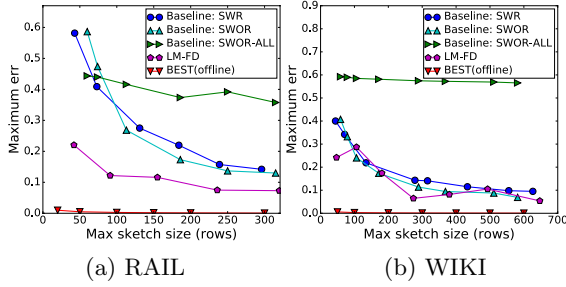 Baseline: SWR
Baseline: SWOR
Baseline: SWOR-ALL
LM-FD
BEST(offline)
Maximum err
0.6
0.5
0.4
0.3
0.2
0.1
0.0
0 50 100 150 200 250 300
Max sketch size (rows)
(a) RAIL
Baseline: SWR
Baseline: SWOR
Baseline: SWOR-ALL
LM-FD
BEST(offline)
Maximum err
0.9
0.8
0.7
0.6
0.5
0.4
0.3
0.2
0.1
0.0
0 100 200 300 400 500 600 700
Max sketch size (rows)
(b) WIKI